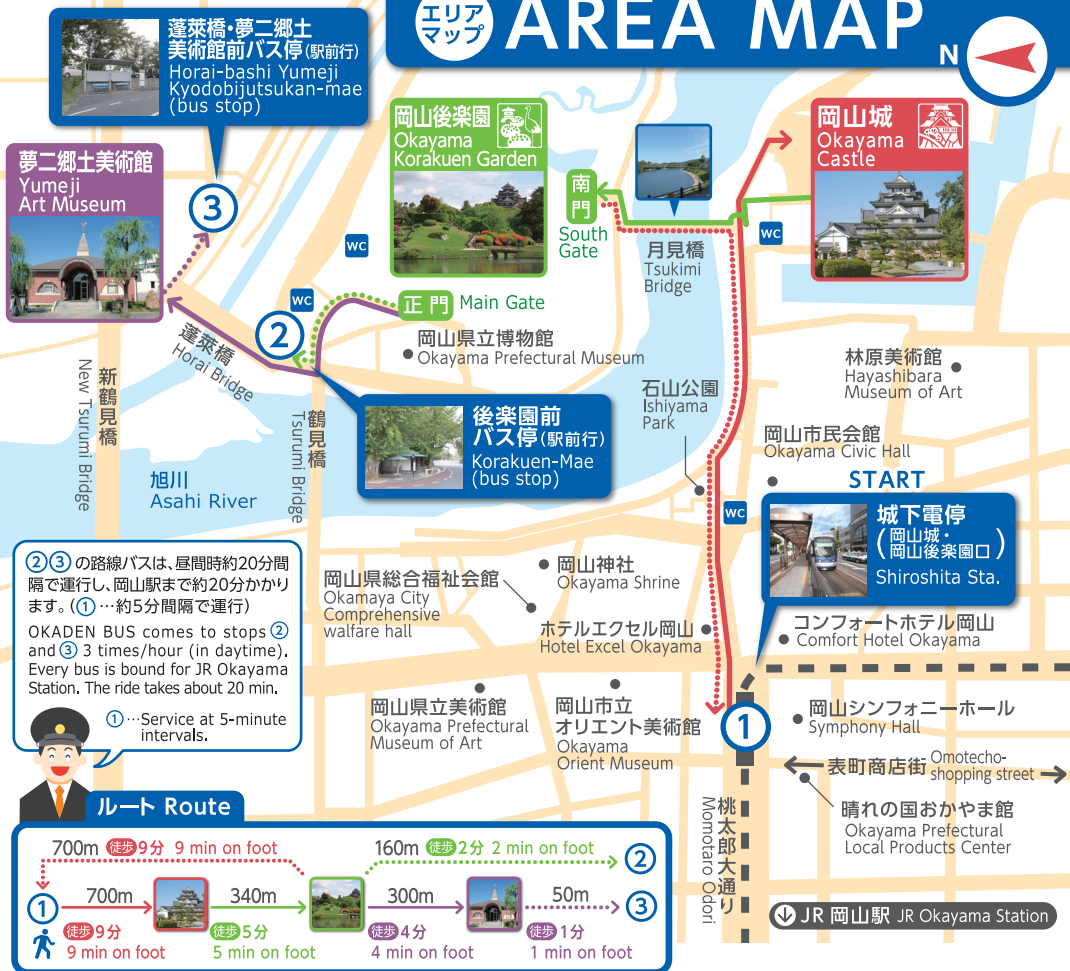 エリア
マップ
AREA MAP
N
蓬萊橋・夢二郷土
美術館前バス停(駅前行)
Horai-bashi Yumeji
Kyodobijutsukan-mae
(bus stop)
夢二郷土美術館
Yumeji
Art Museum
③
岡山後楽園
Okayama
Korakuen Garden
岡山城
Okayama
Castle
南門
South
Gate
WC
WC
WC
月見橋
Tsukimi
Bridge
正門 Main Gate
②
蓬萊橋
Horai Bridge
岡山県立博物館
Okayama Prefectural Museum
林原美術館
Hayashibara
Museum of Art
石山公園
Ishiyama
Park
新鶴見橋
New Tsurumi Bridge
鶴見橋
Tsurumi Bridge
後楽園前
バス停(駅前行)
Korakuen-Mae
(bus stop)
岡山市民会館
Okayama Civic Hall
旭川
Asahi River
START
城下電停
(岡山城・
岡山後楽園口)
Shiroshita Sta.
WC
②③の路線バスは、昼間時約20分間
隔で運行し、岡山駅まで約20分かかり
ます。(①…約5分間隔で運行)
OKADEN BUS comes to stops ②
and ③ 3 times/hour (in daytime).
Every bus is bound for JR Okayama
Station. The ride takes about 20 min.
①…Service at 5-minute
intervals.
岡山神社
Okayama Shrine
岡山県総合福祉会館
Okamaya City
Comprehensive
welfare hall
ホテルエクセル岡山
Hotel Excel Okayama
コンフォートホテル岡山
Comfort Hotel Okayama
岡山県立美術館
Okayama Prefectural
Museum of Art
岡山市立
オリエント美術館
Okayama
Orient Museum
①
岡山シンフォニーホール
Symphony Hall
表町商店街 Omotecho-
shopping street
晴れの国おかやま館
Okayama Prefectural
Local Products Center
桃太郎大通り
Momotaro Odori
JR 岡山駅 JR Okayama Station
ルート Route
700m 徒歩9分 9 min on foot
160m 徒歩2分 2 min on foot ②
① 700m 340m 300m 50m ③
徒歩9分 徒歩5分 徒歩4分 徒歩1分
9 min on foot 5 min on foot 4 min on foot 1 min on foot